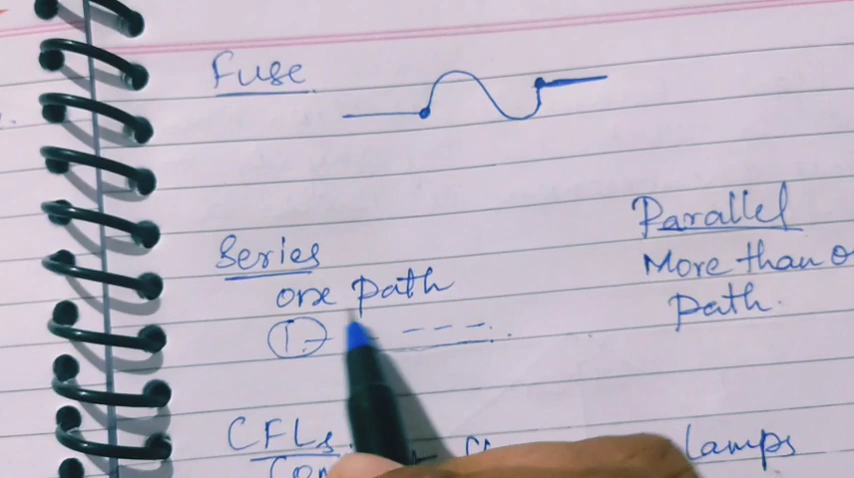 Fuse
Series
one path
1.
Parallel
More than
path.
CFLs
lamps